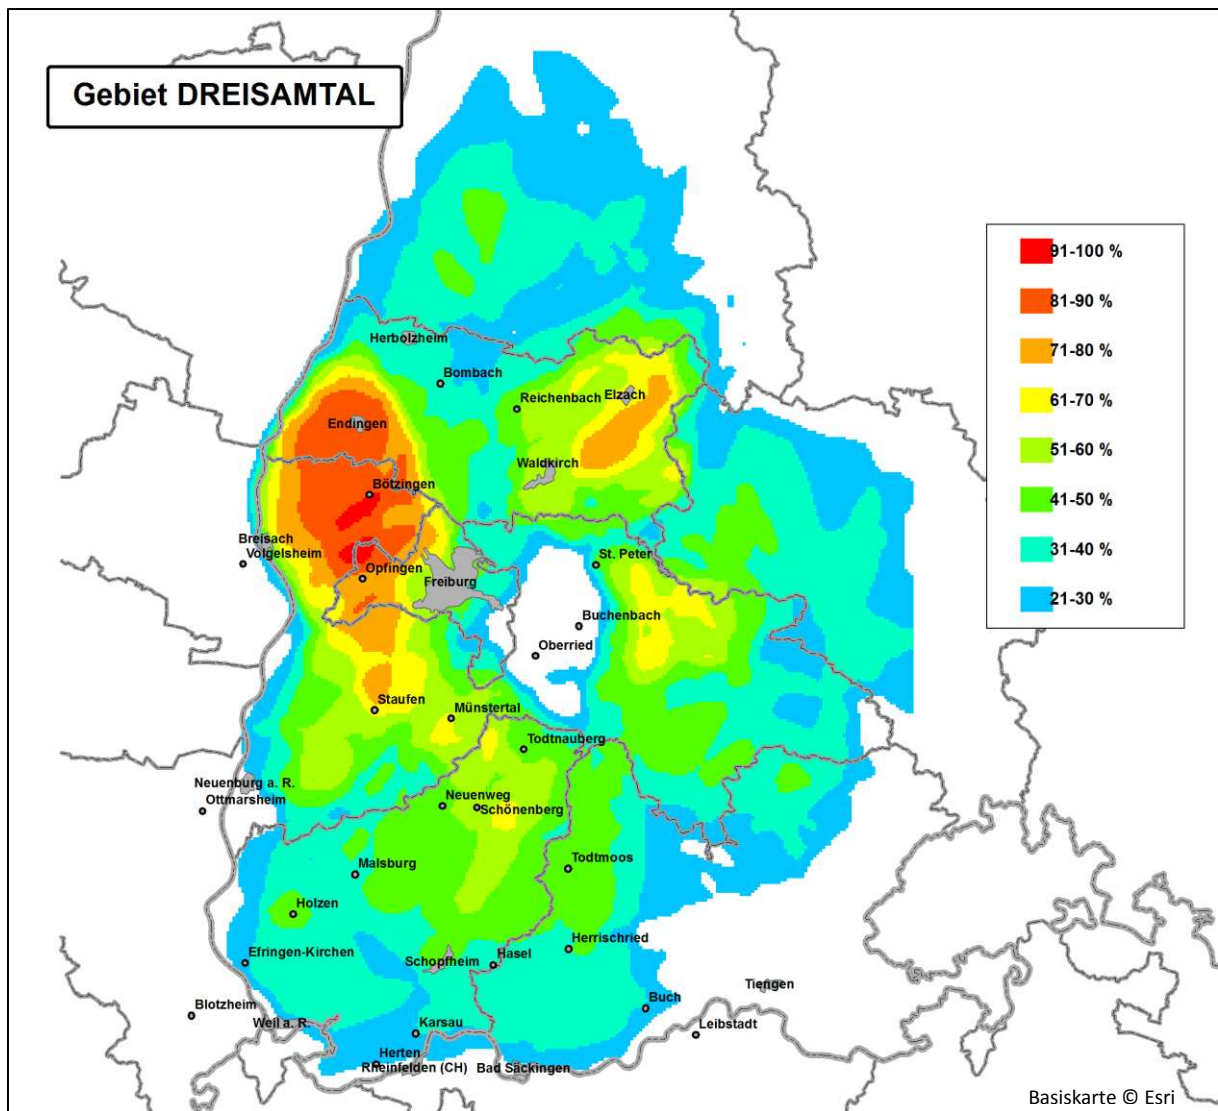 Gebiet DREISAMTAL
91-100 %
81-90 %
71-80 %
61-70 %
51-60 %
41-50 %
31-40 %
21-30 %
Herbolzheim
Bombach
Reichenbach
Elzach
Endingen
Waldkirch
Bötzingen
Breisach
Volgelsheim
St. Peter
Opfingen
Freiburg
Buchenbach
Oberried
Staufen
Münstertal
Todtnauberg
Neuenburg a. R.
Ottmarsheim
Neuenweg
Schönenberg
Malsburg
Todtmoos
Holzen
Efringen-Kirchen
Schopfheim
Hasel
Herrischried
Blotzheim
Weil a. R.
Karsau
Buch
Tiengen
Leibstadt
Herten
Rheinfelden (CH)
Bad Säckingen
Basiskarte © Esri